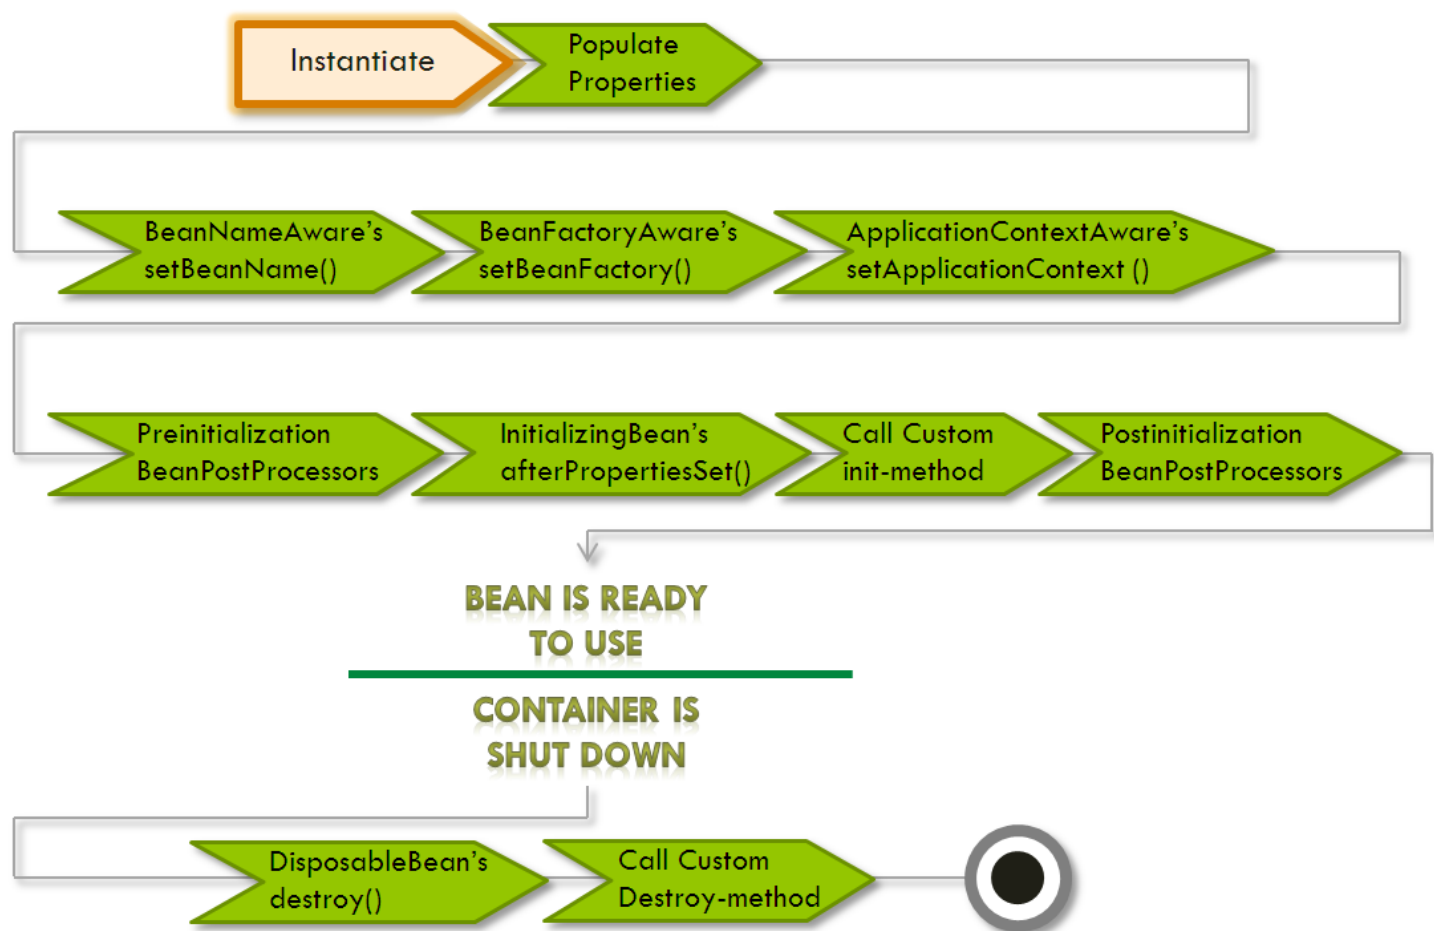 Instantiate
Populate
Properties
BeanNameAware's
setBeanName()
BeanFactoryAware's
setBeanFactory()
ApplicationContextAware's
setApplicationContext ()
Preinitialization
BeanPostProcessors
InitializingBean's
afterPropertiesSet()
Call Custom
init-method
Postinitialization
BeanPostProcessors
BEAN IS READY
TO USE
CONTAINER IS
SHUT DOWN
DisposableBean's
destroy()
Call Custom
Destroy-method